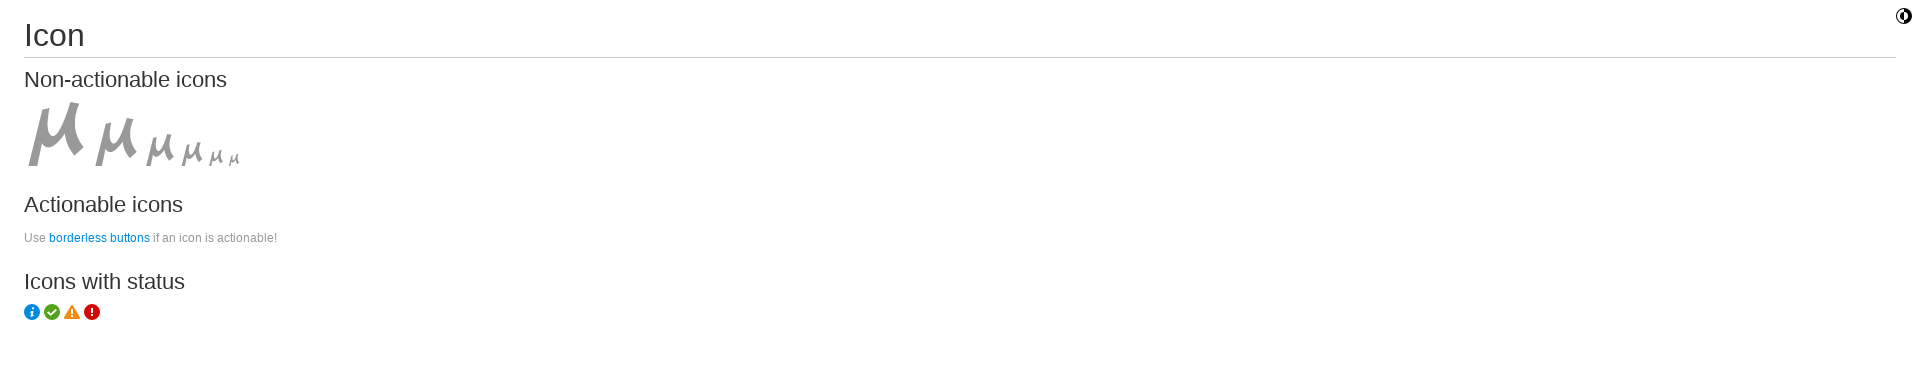 Icon
Non-actionable icons
μ μ μ μ μ μ
Actionable icons
Use borderless buttons if an icon is actionable!
Icons with status